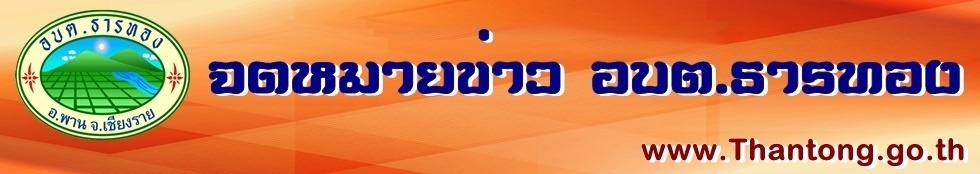 อบต.ธารทอง
อ.พาน จ.เชียงราย
จดหมายข่าว อบต.ธารทอง
www.Thantong.go.th